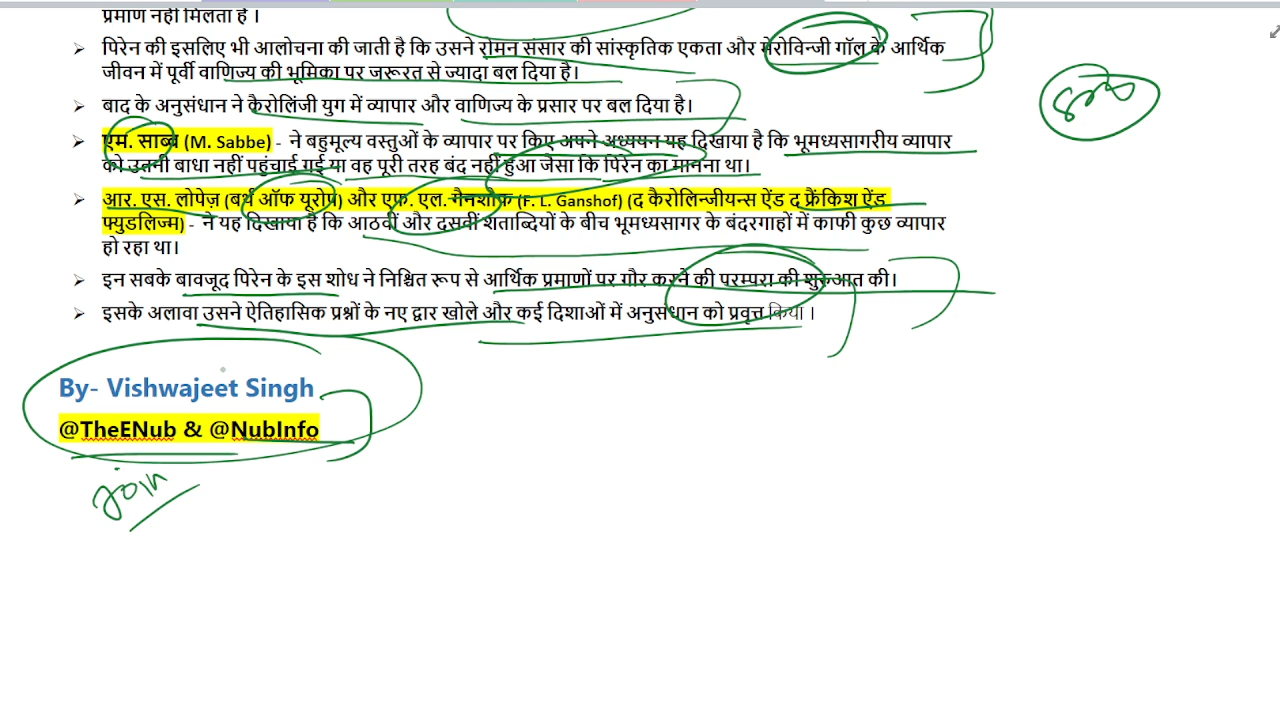 प्रमाण नहीं मिलता है ।
➢ पिरेन की इसलिए भी आलोचना की जाती है कि उसने रोमन संसार की सांस्कृतिक एकता और मेरोविन्जी गॉल के आर्थिक
जीवन में पूर्वी वाणिज्य की भूमिका पर जरूरत से ज्यादा बल दिया है।
➢ बाद के अनुसंधान ने कैरोलिंजी युग में व्यापार और वाणिज्य के प्रसार पर बल दिया है।
➢ एम. साब्ब (M. Sabbe) - ने बहुमूल्य वस्तुओं के व्यापार पर किए अपने अध्ययन यह दिखाया है कि भूमध्यसागरीय व्यापार
को उतनी बाधा नहीं पहुंचाई गई या वह पूरी तरह बंद नहीं हुआ जैसा कि पिरेन का मानना था।
➢ आर. एस. लोपेज़ (बर्थ ऑफ यूरोप) और एफ. एल. गैनशौफ (F. L. Ganshof) (द कैरोलिन्जीयन्स ऐंड द फ्रैंकिश ऐंड
फ्युडलिज्म) - ने यह दिखाया है कि आठवीं और दसवीं शताब्दियों के बीच भूमध्यसागर के बंदरगाहों में काफी कुछ व्यापार
हो रहा था।
➢ इन सबके बावजूद पिरेन के इस शोध ने निश्चित रूप से आर्थिक प्रमाणों पर गौर करने की परम्परा की शुरुआत की।
➢ इसके अलावा उसने ऐतिहासिक प्रश्नों के नए द्वार खोले और कई दिशाओं में अनुसंधान को प्रवृत्त किया ।
By- Vishwajeet Singh
@TheENub & @NubInfo
Join